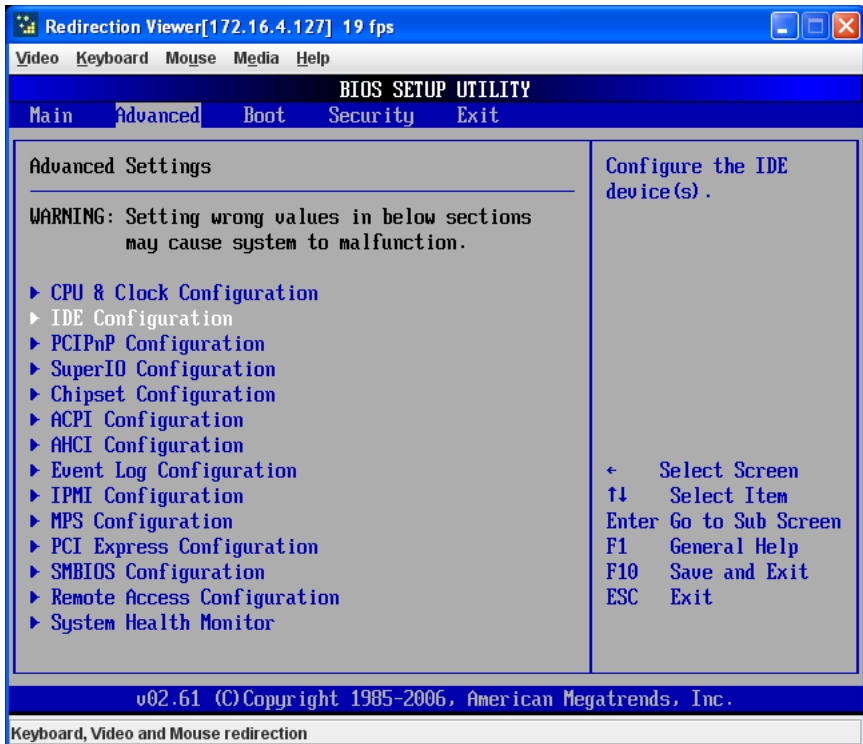 Redirection Viewer[172.16.4.127] 19 fps
Video Keyboard Mouse Media Help
BIOS SETUP UTILITY
Main Advanced Boot Security Exit
Advanced Settings
WARNING: Setting wrong values in below sections
may cause system to malfunction.
▶ CPU & Clock Configuration
▶ IDE Configuration
▶ PCIPnP Configuration
▶ SuperIO Configuration
▶ Chipset Configuration
▶ ACPI Configuration
▶ AHCI Configuration
▶ Event Log Configuration
▶ IPMI Configuration
▶ MPS Configuration
▶ PCI Express Configuration
▶ SMBIOS Configuration
▶ Remote Access Configuration
▶ System Health Monitor
Configure the IDE
device(s).
← Select Screen
↑↓ Select Item
Enter Go to Sub Screen
F1 General Help
F10 Save and Exit
ESC Exit
v02.61 (C)Copyright 1985-2006, American Megatrends, Inc.
Keyboard, Video and Mouse redirection